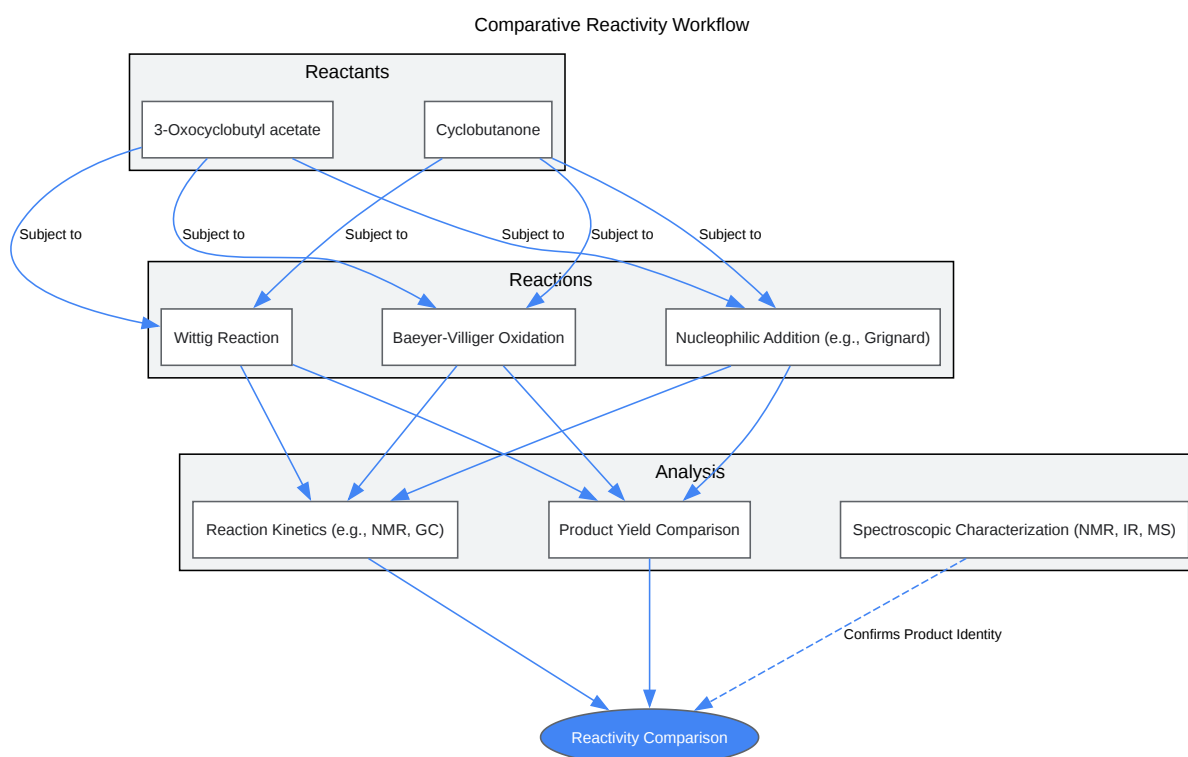 Comparative Reactivity Workflow
Reactants
3-Oxocyclobutyl acetate
Cyclobutanone
Subject to
Subject to
Subject to
Subject to
Subject to
Subject to
Reactions
Wittig Reaction
Baeyer-Villiger Oxidation
Nucleophilic Addition (e.g., Grignard)
Analysis
Reaction Kinetics (e.g., NMR, GC)
Product Yield Comparison
Spectroscopic Characterization (NMR, IR, MS)
Confirms Product Identity
Reactivity Comparison